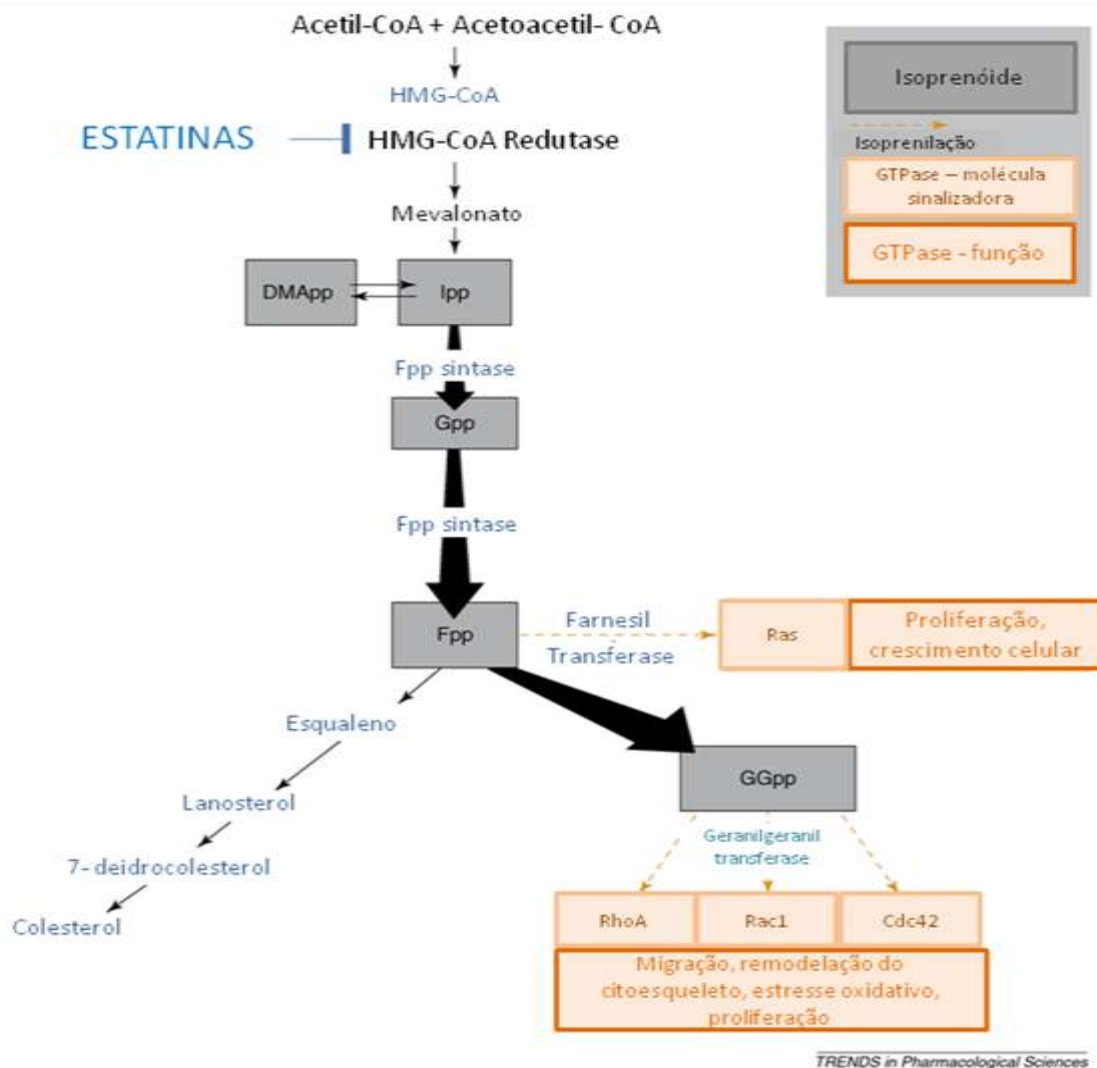 Acetil-CoA + Acetoacetil- CoA
HMG-CoA
ESTATINAS
HMG-CoA Redutase
Mevalonato
DMApp
Ipp
Fpp sintase
Gpp
Fpp sintase
Fpp
Farnesil
Transferase
Ras
Proliferação,
crescimento celular
Esqualeno
Lanosterol
7- deidrocolesterol
Colesterol
GGpp
Geranilgeranil
transferase
RhoA
Rac1
Cdc42
Migração, remodelação do
citoesqueleto, estresse oxidativo,
proliferação
Isoprenóide
Isoprenilação
GTPase – molécula
sinalizadora
GTPase - função
TRENDS in Pharmacological Sciences